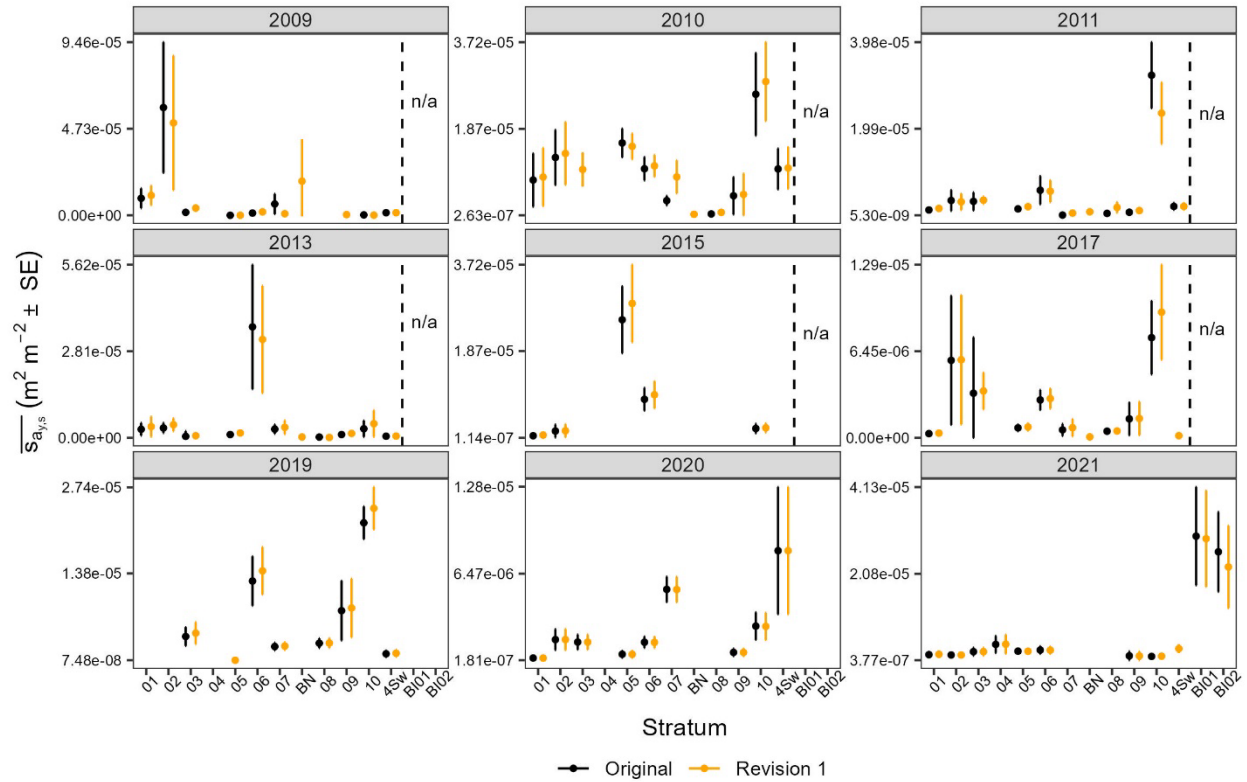 2009 2010 2011
9.46e-05 3.72e-05 3.98e-05
n/a n/a n/a
4.73e-05 1.87e-05 1.99e-05
0.00e+00 2.63e-07 5.30e-09
2013 2015 2017
5.62e-05 3.72e-05 1.29e-05
n/a n/a n/a
2.81e-05 1.87e-05 6.45e-06
0.00e+00 1.14e-07 0.00e+00
s̅a̅y,s (m² m⁻² ± SE)
2019 2020 2021
2.74e-05 1.28e-05 4.13e-05
1.38e-05 6.47e-06 2.08e-05
7.48e-08 1.81e-07 3.77e-07
01 02 03 04 05 06 07 BN 08 09 10 4Sw BI01 BI02 01 02 03 04 05 06 07 BN 08 09 10 4Sw BI01 BI02 01 02 03 04 05 06 07 BN 08 09 10 4Sw BI01 BI02
Stratum
Original Revision 1